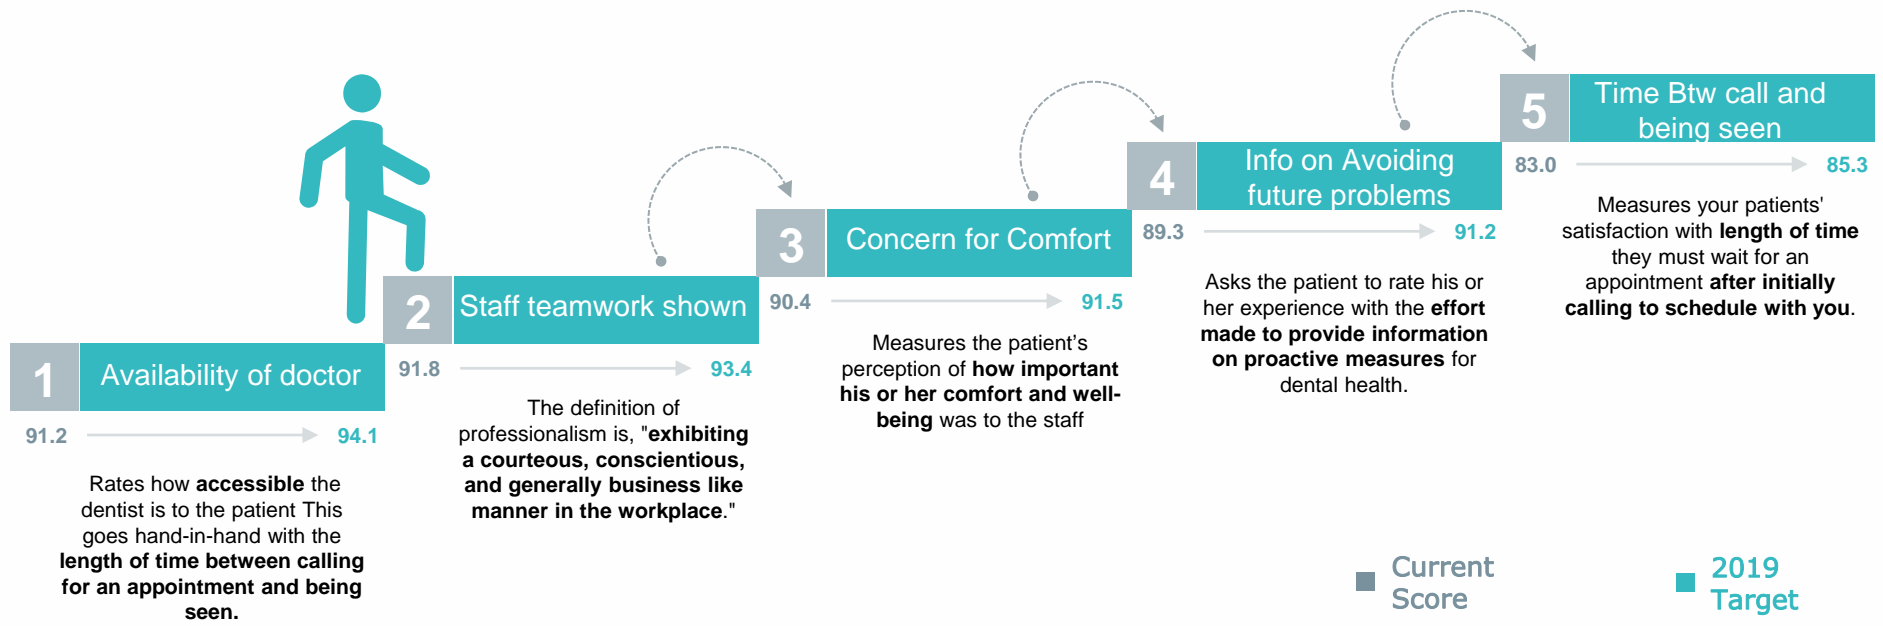 1
Availability of doctor
91.2
94.1
Rates how accessible the
dentist is to the patient This
goes hand-in-hand with the
length of time between calling
for an appointment and being
seen.
2
Staff teamwork shown
91.8
93.4
The definition of
professionalism is, "exhibiting
a courteous, conscientious,
and generally business like
manner in the workplace."
3
Concern for Comfort
90.4
91.5
Measures the patient’s
perception of how important
his or her comfort and well-
being was to the staff
4
Info on Avoiding
future problems
89.3
91.2
Asks the patient to rate his or
her experience with the effort
made to provide information
on proactive measures for
dental health.
5
Time Btw call and
being seen
83.0
85.3
Measures your patients'
satisfaction with length of time
they must wait for an
appointment after initially
calling to schedule with you.
Current
Score
2019
Target